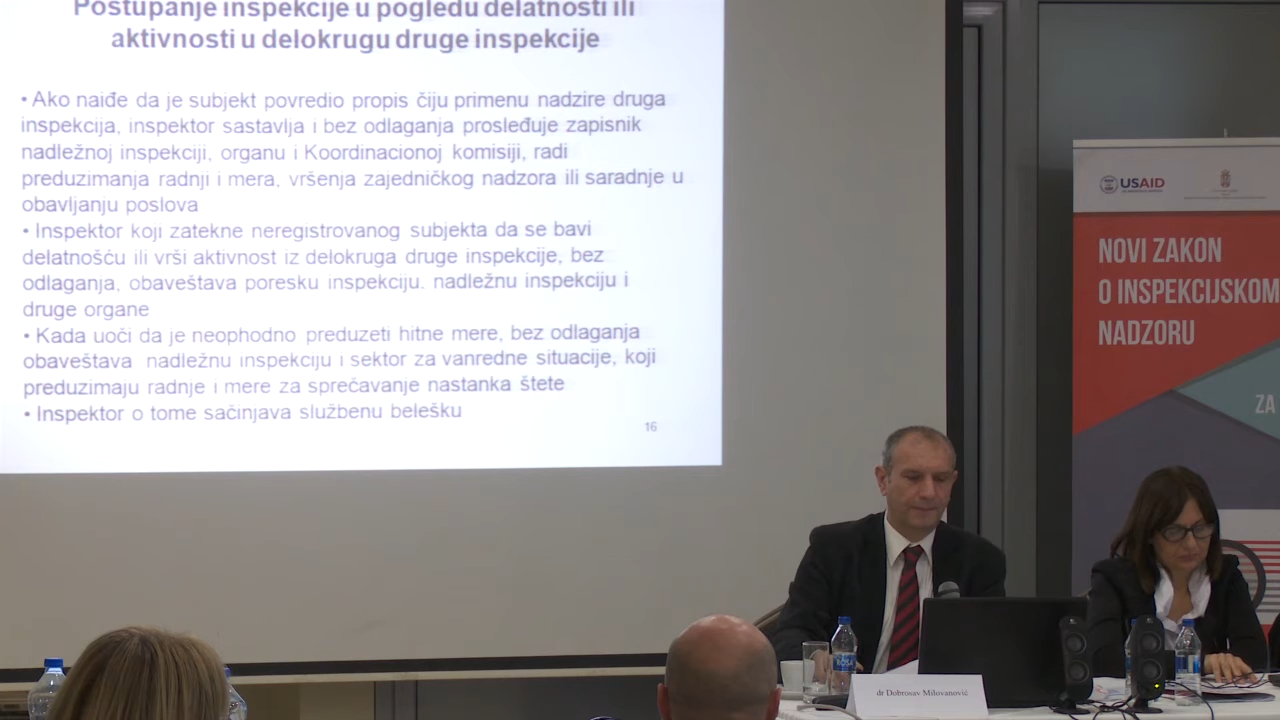 Postupanje inspekcije u pogledu delatnosti ili
aktivnosti u delokrugu druge inspekcije
• Ako naiđe da je subjekt povredio propis čiju primenu nadzire druga
inspekcija, inspektor sastavlja i bez odlaganja prosleđuje zapisnik
nadležnoj inspekciji, organu i Koordinacionoj komisiji, radi
preduzimanja radnji i mera, vršenja zajedničkog nadzora ili saradnje u
obavljanju poslova
• Inspektor koji zatekne neregistrovanog subjekta da se bavi
delatnošću ili vrši aktivnost iz delokruga druge inspekcije, bez
odlaganja, obaveštava poresku inspekciju, nadležnu inspekciju i
druge organe
• Kada uoči da je neophodno preduzeti hitne mere, bez odlaganja
obaveštava nadležnu inspekciju i sektor za vanredne situacije, koji
preduzimaju radnje i mere za sprečavanje nastanka štete
• Inspektor o tome sačinjava službenu belešku
16
USAID
NOVI ZAKON
O INSPEKCIJSKOM
NADZORU
ZA
ROSA
dr Dobrosav Milovanović